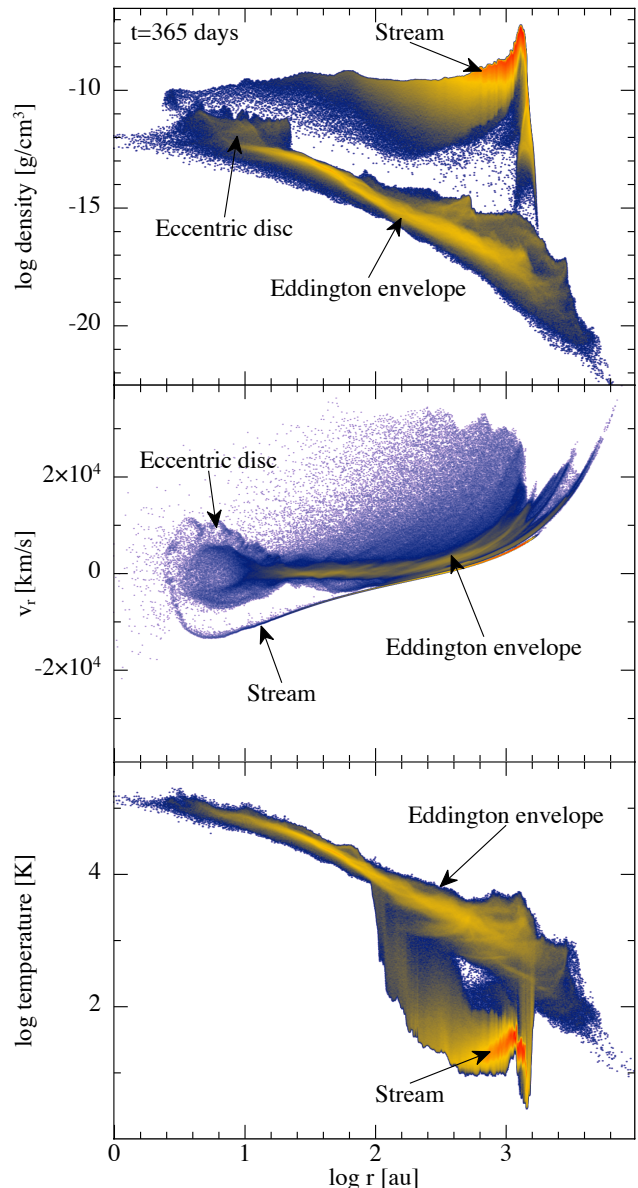 t=365 days
Stream
-10
Eccentric disc
-15
Eddington envelope
-20
log density [g/cm³]
Eccentric disc
2×10⁴
0
Eddington envelope
-2×10⁴
Stream
v_r [km/s]
Eddington envelope
4
2
Stream
log temperature [K]
0 1 2 3
log r [au]